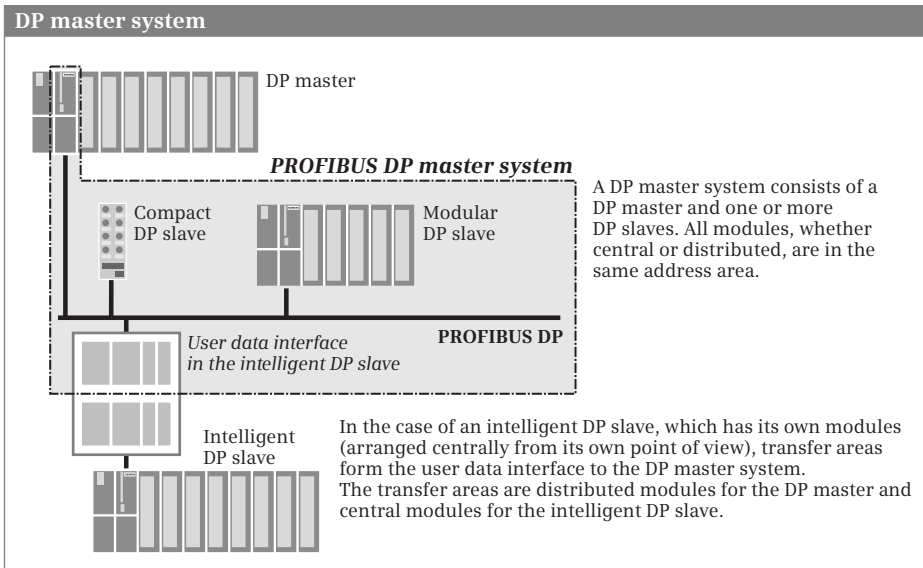 DP master system
DP master
PROFIBUS DP master system
Compact
DP slave
Modular
DP slave
A DP master system consists of a
DP master and one or more
DP slaves. All modules, whether
central or distributed, are in the
same address area.
User data interface
in the intelligent DP slave
PROFIBUS DP
Intelligent
DP slave
In the case of an intelligent DP slave, which has its own modules
(arranged centrally from its own point of view), transfer areas
form the user data interface to the DP master system.
The transfer areas are distributed modules for the DP master and
central modules for the intelligent DP slave.